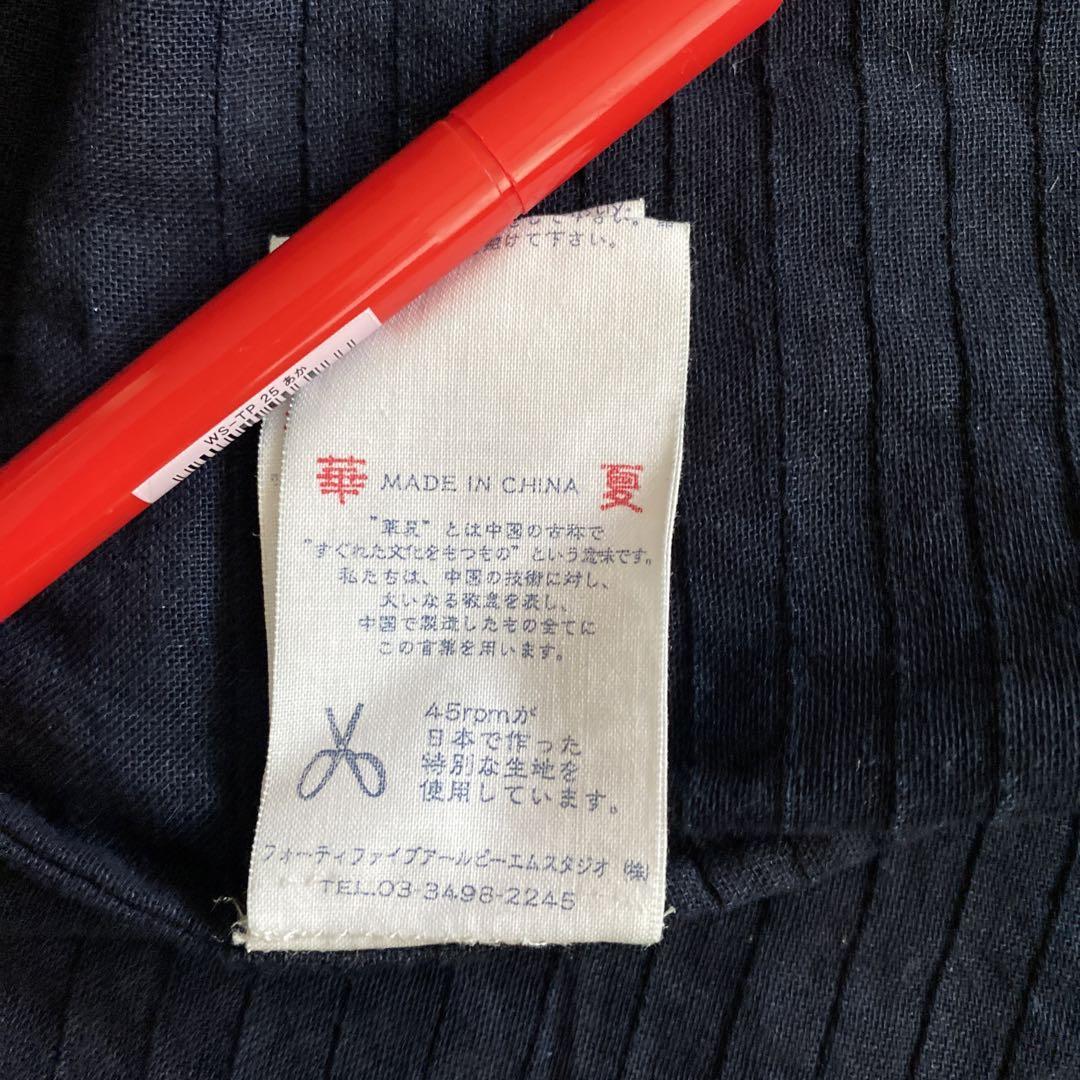 けて下さい。
WS-TP 25 あか
華 MADE IN CHINA 夏
"華夏" とは中国の古称で
"すぐれた文化をもつもの" という意味です。
私たちは、中国の技術に対し、
大いなる敬意を表し、
中国で製造したもの全てに
この言葉を用います。
45rpmが
日本で作った
特別な生地を
使用しています。
フォーティファイブアールピーエムスタジオ (株)
TEL.03-3498-2245